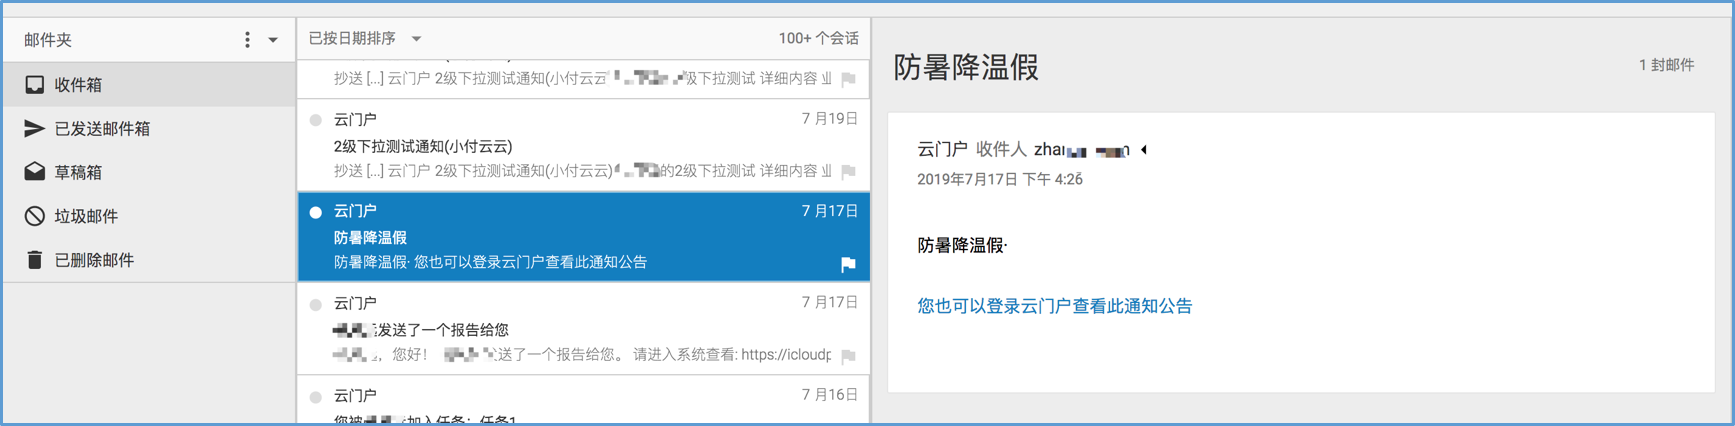 邮件夹
收件箱
已发送邮件箱
草稿箱
垃圾邮件
已删除邮件
已按日期排序 100+ 个会话
抄送 [...] 云门户 2级下拉测试通知(小付云云 级下拉测试 详细内容 业
云门户 7 月19日
2级下拉测试通知(小付云云)
抄送 [...] 云门户 2级下拉测试通知(小付云云) 的2级下拉测试 详细内容 业
云门户 7 月17日
防暑降温假
防暑降温假· 您也可以登录云门户查看此通知公告
云门户 7 月17日
发送了一个报告给您
，您好！ 发送了一个报告给您。 请进入系统查看: https://icloudp
云门户 7 月16日
您被 加入任务：任务1
防暑降温假 1 封邮件
云门户 收件人 zha
2019年7月17日 下午 4:26
防暑降温假·
您也可以登录云门户查看此通知公告